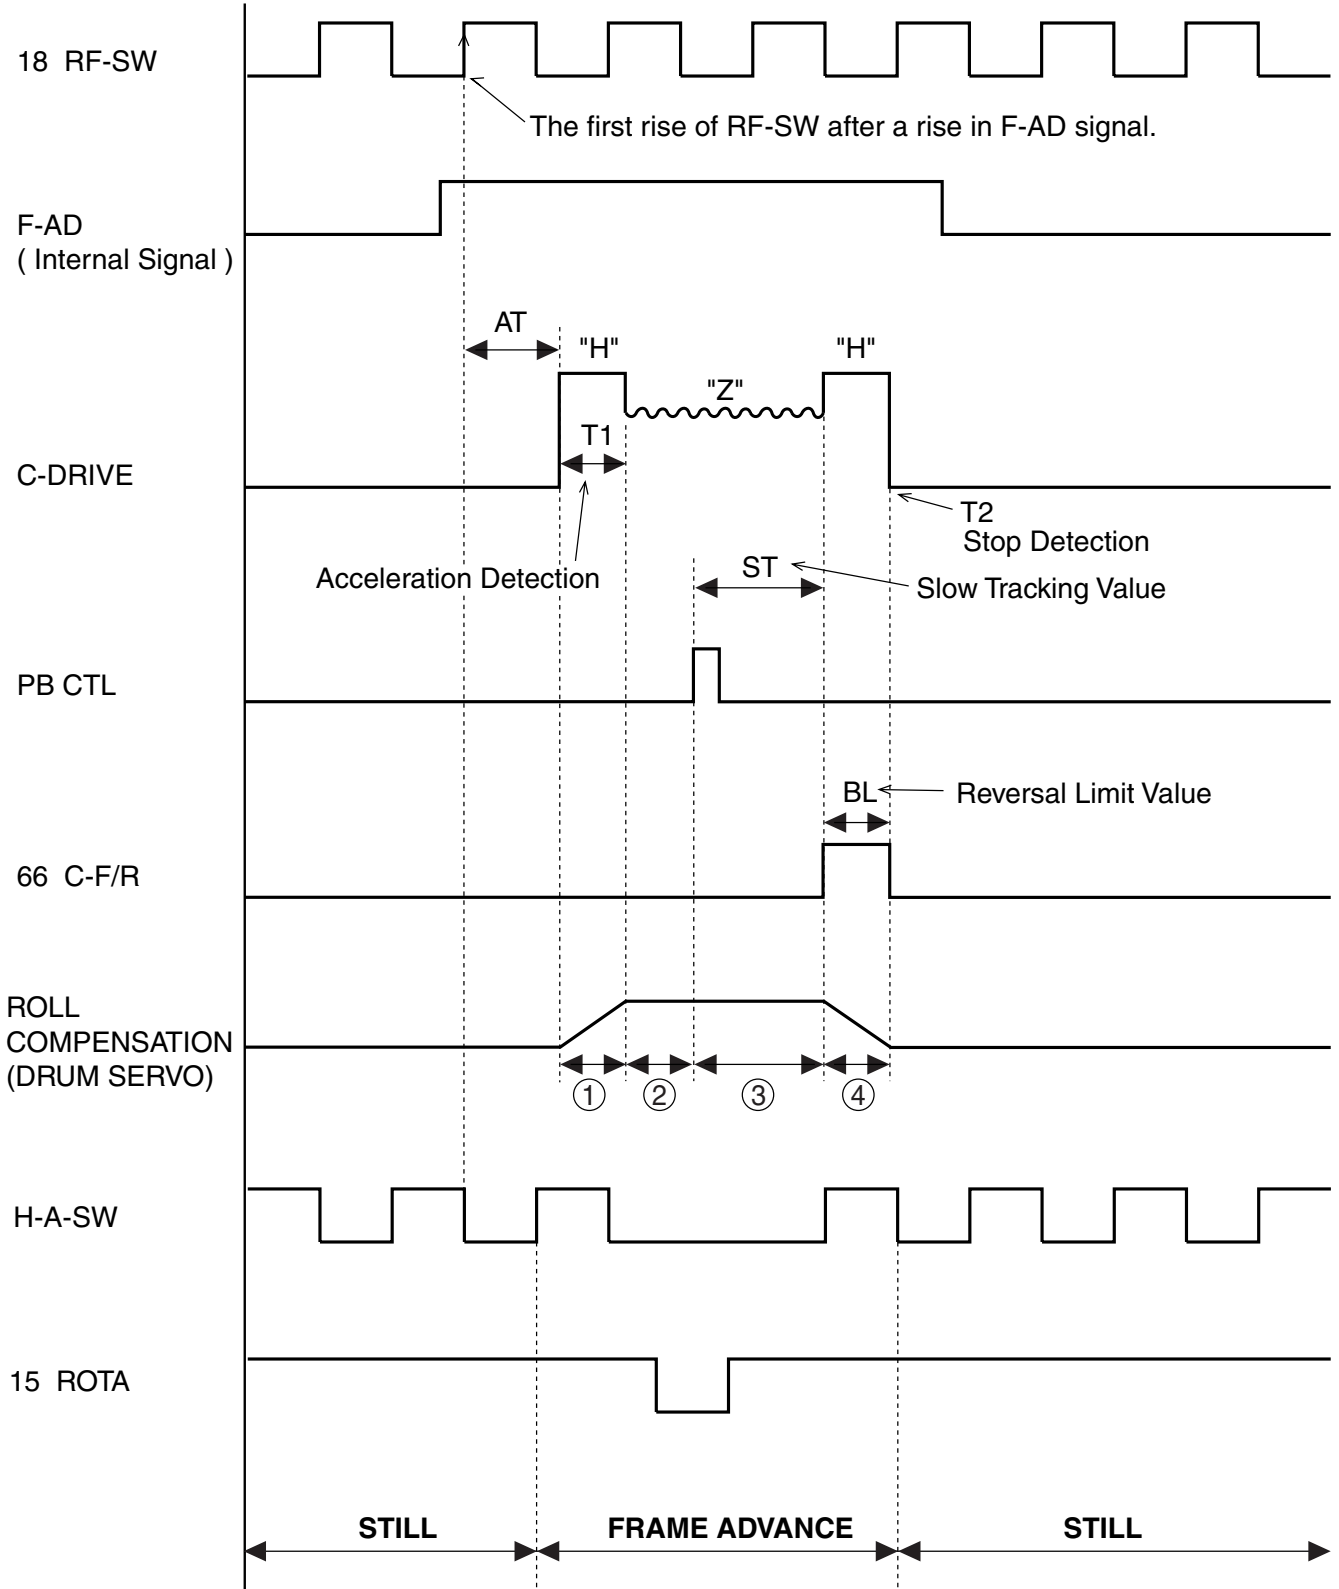 18 RF-SW
The first rise of RF-SW after a rise in F-AD signal.
F-AD
( Internal Signal )
AT
"H"
"H"
"Z"
T1
C-DRIVE
T2
Stop Detection
ST
Acceleration Detection
Slow Tracking Value
PB CTL
BL
Reversal Limit Value
66 C-F/R
ROLL
COMPENSATION
(DRUM SERVO)
① ② ③ ④
H-A-SW
15 ROTA
STILL
FRAME ADVANCE
STILL